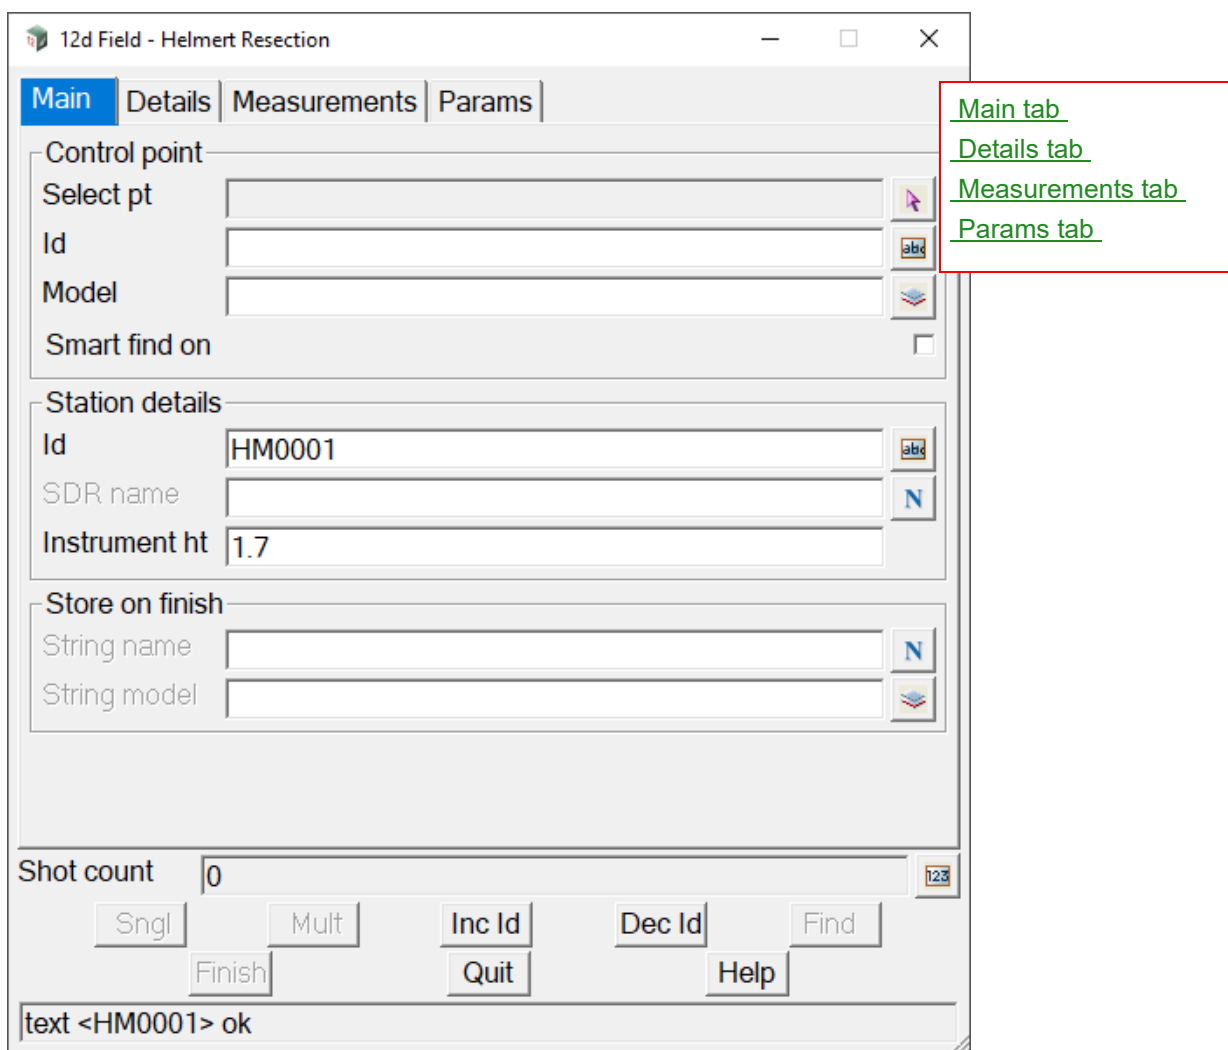 12d Field - Helmert Resection
Main Details Measurements Params
Main tab
Details tab
Measurements tab
Params tab
Control point
Select pt
Id
abc
Model
Smart find on
Station details
Id HM0001
abc
SDR name
N
Instrument ht 1.7
Store on finish
String name
N
String model
Shot count 0
123
Sngl Mult Inc Id Dec Id Find
Finish Quit Help
text <HM0001> ok